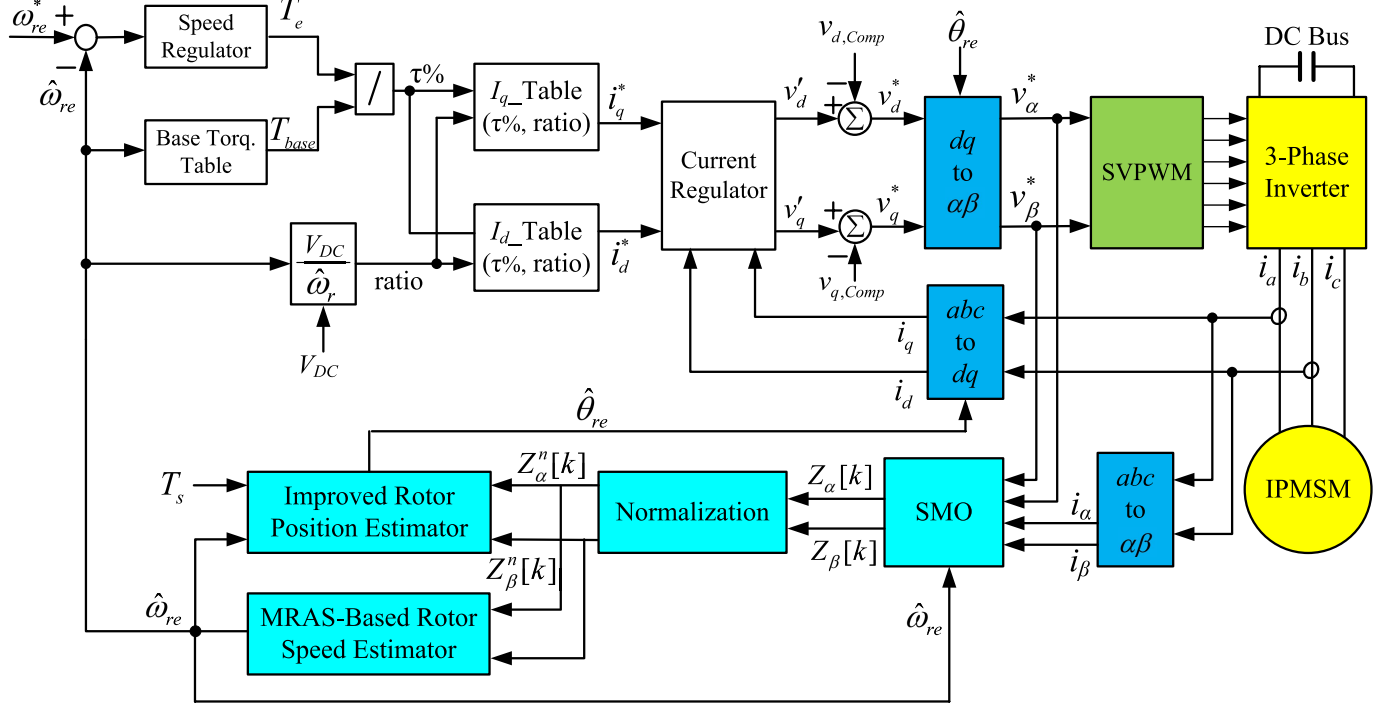 ω*re +
−
ω̂re
Speed
Regulator
Te
Base Torq.
Table
Tbase
/
τ%
Iq_Table
(τ%, ratio)
i*q
Id_Table
(τ%, ratio)
i*d
VDC
ω̂r
ratio
VDC
Current
Regulator
vd,Comp
v′d
+
−
Σ
v*d
v′q
+
−
Σ
v*q
vq,Comp
θ̂re
dq
to
αβ
v*α
v*β
SVPWM
DC Bus
3-Phase
Inverter
ia
ib
ic
IPMSM
abc
to
dq
iq
id
θ̂re
Ts
Improved Rotor
Position Estimator
Znα[k]
Znβ[k]
Normalization
Zα[k]
Zβ[k]
SMO
iα
iβ
abc
to
αβ
ω̂re
MRAS-Based Rotor
Speed Estimator
ω̂re